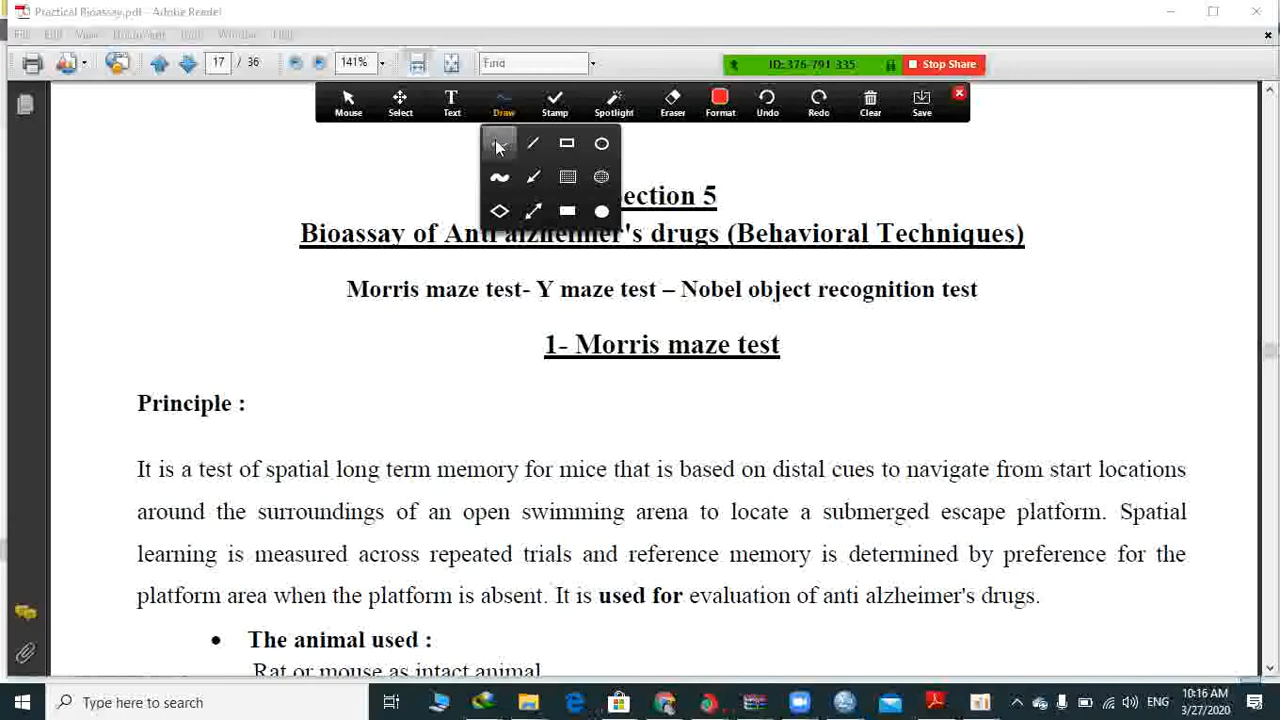 Practical Bioassay.pdf - Adobe Reader
File Edit View Document Tools Window Help
17 / 36 141% Find
ID: 376-791-335 Stop Share
Mouse Select Text Draw Stamp Spotlight Eraser Format Undo Redo Clear Save
ection 5
Bioassay of Anti alzheimer's drugs (Behavioral Techniques)
Morris maze test- Y maze test – Nobel object recognition test
1- Morris maze test
Principle :
It is a test of spatial long term memory for mice that is based on distal cues to navigate from start locations
around the surroundings of an open swimming arena to locate a submerged escape platform. Spatial
learning is measured across repeated trials and reference memory is determined by preference for the
platform area when the platform is absent. It is used for evaluation of anti alzheimer's drugs.
• The animal used :
Rat or mouse as intact animal
Type here to search
ENG
10:16 AM
3/27/2020